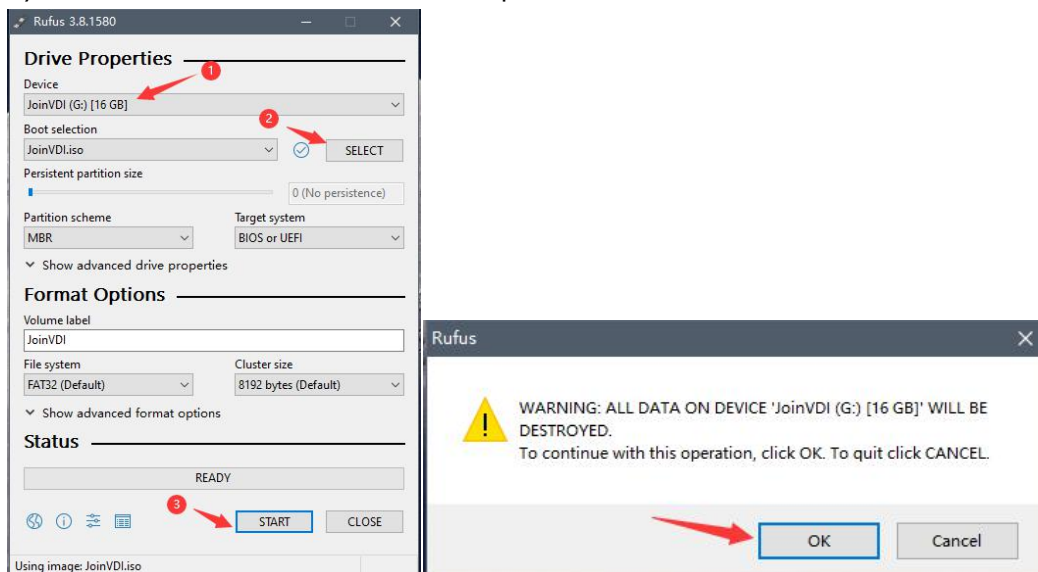 Rufus 3.8.1580
Drive Properties
1
Device
JoinVDI (G:) [16 GB]
2
Boot selection
JoinVDI.iso
SELECT
Persistent partition size
0 (No persistence)
Partition scheme
Target system
MBR
BIOS or UEFI
Show advanced drive properties
Format Options
Volume label
JoinVDI
File system
Cluster size
FAT32 (Default)
8192 bytes (Default)
Show advanced format options
Status
READY
3
START
CLOSE
Using image: JoinVDI.iso
Rufus
WARNING: ALL DATA ON DEVICE 'JoinVDI (G:) [16 GB]' WILL BE
DESTROYED.
To continue with this operation, click OK. To quit click CANCEL.
OK
Cancel